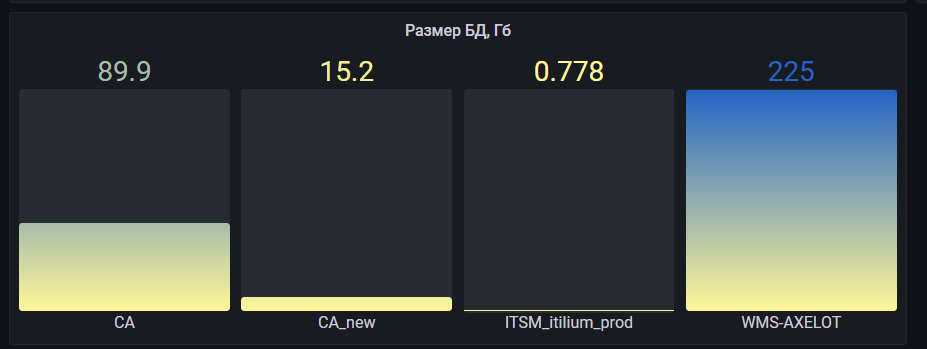 Размер БД, Гб
89.9 15.2 0.778 225
CA CA_new ITSM_itilium_prod WMS-AXELOT